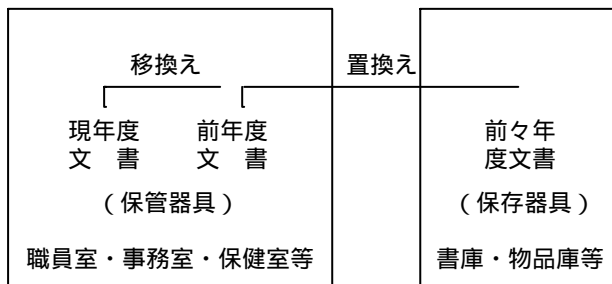 移換え 置換え
現年度 前年度 前々年
文　書 文　書 度文書
（保管器具） （保存器具）
職員室・事務室・保健室等 書庫・物品庫等